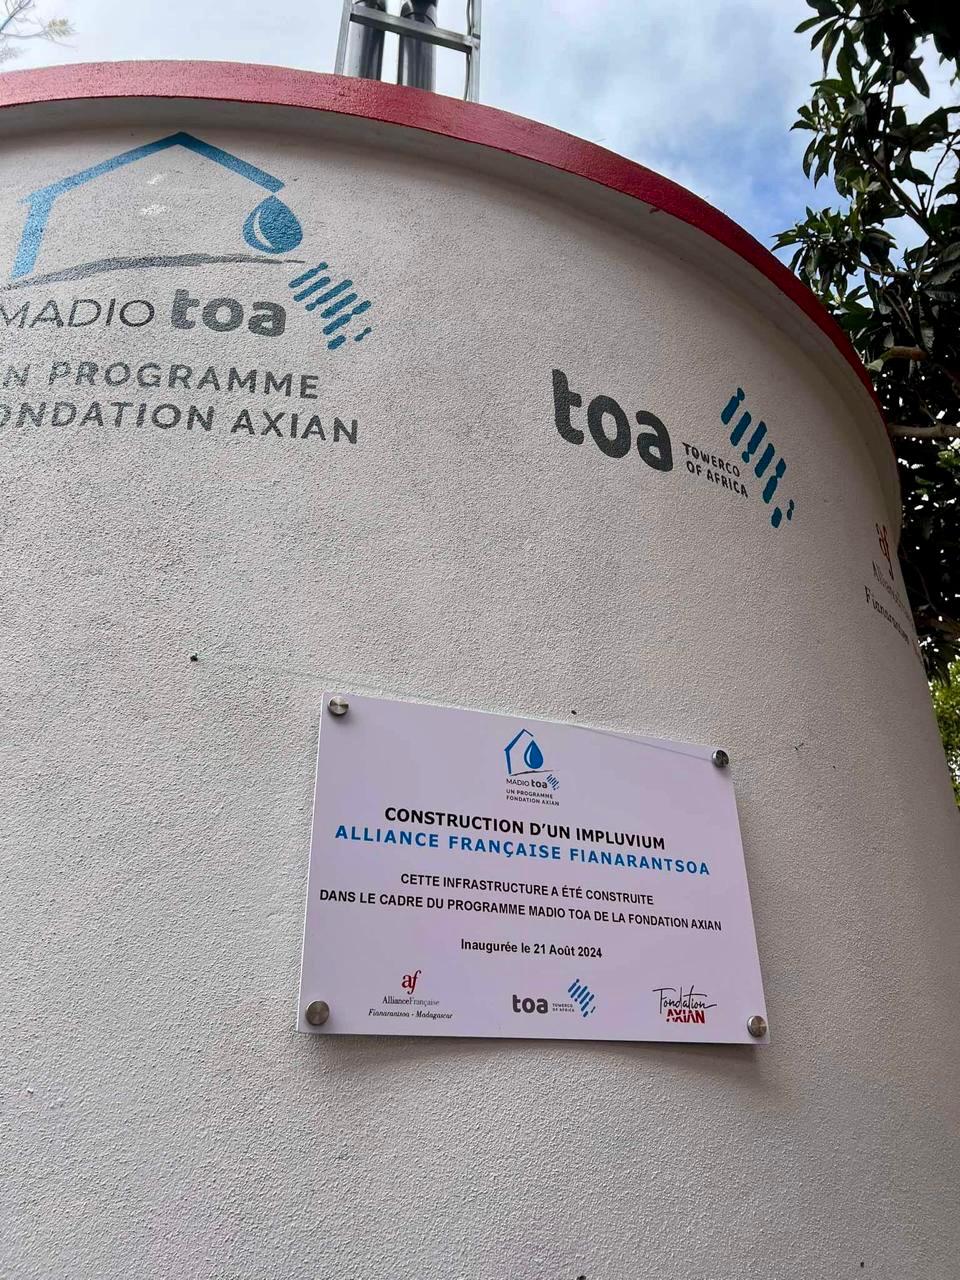 MADIO toa
N PROGRAMME
ONDATION AXIAN
toa
TOWERCO
OF AFRICA
af
Fianarantsoa
MADIO toa
UN PROGRAMME
FONDATION AXIAN
CONSTRUCTION D'UN IMPLUVIUM
ALLIANCE FRANÇAISE FIANARANTSOA
CETTE INFRASTRUCTURE A ÉTÉ CONSTRUITE
DANS LE CADRE DU PROGRAMME MADIO TOA DE LA FONDATION AXIAN
Inaugurée le 21 Août 2024
af
AllianceFrançaise
Fianarantsoa - Madagascar
toa
TOWERCO
OF AFRICA
Fondation
AXIAN